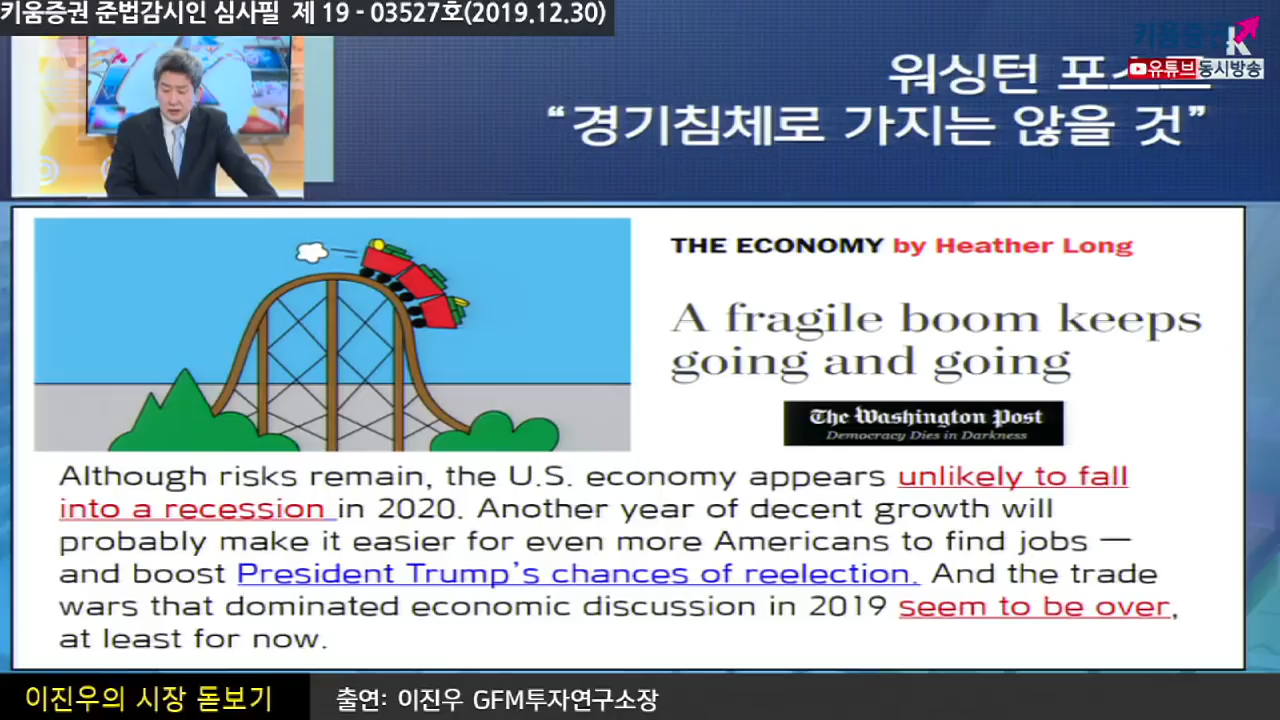 키움증권 준법감시인 심사필 제 19 - 03527호(2019.12.30)
키움증권
유튜브 동시방송
워싱턴 포스트
“경기침체로 가지는 않을 것”
THE ECONOMY by Heather Long
A fragile boom keeps
going and going
The Washington Post
Democracy Dies in Darkness
Although risks remain, the U.S. economy appears unlikely to fall
into a recession in 2020. Another year of decent growth will
probably make it easier for even more Americans to find jobs —
and boost President Trump's chances of reelection. And the trade
wars that dominated economic discussion in 2019 seem to be over,
at least for now.
이진우의 시장 돋보기
출연: 이진우 GFM투자연구소장